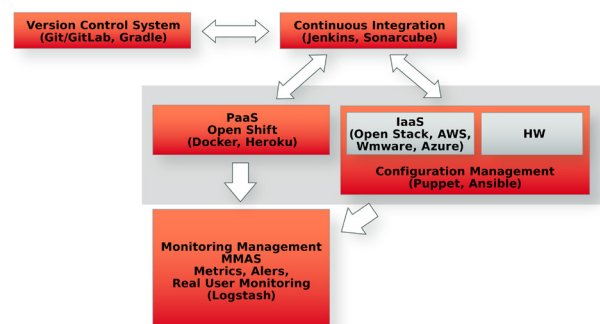 Version Control System
(Git/GitLab, Gradle)
Continuous Integration
(Jenkins, Sonarcube)
PaaS
Open Shift
(Docker, Heroku)
IaaS
(Open Stack, AWS,
Wmware, Azure)
HW
Configuration Management
(Puppet, Ansible)
Monitoring Management
MMAS
Metrics, Alers,
Real User Monitoring
(Logstash)